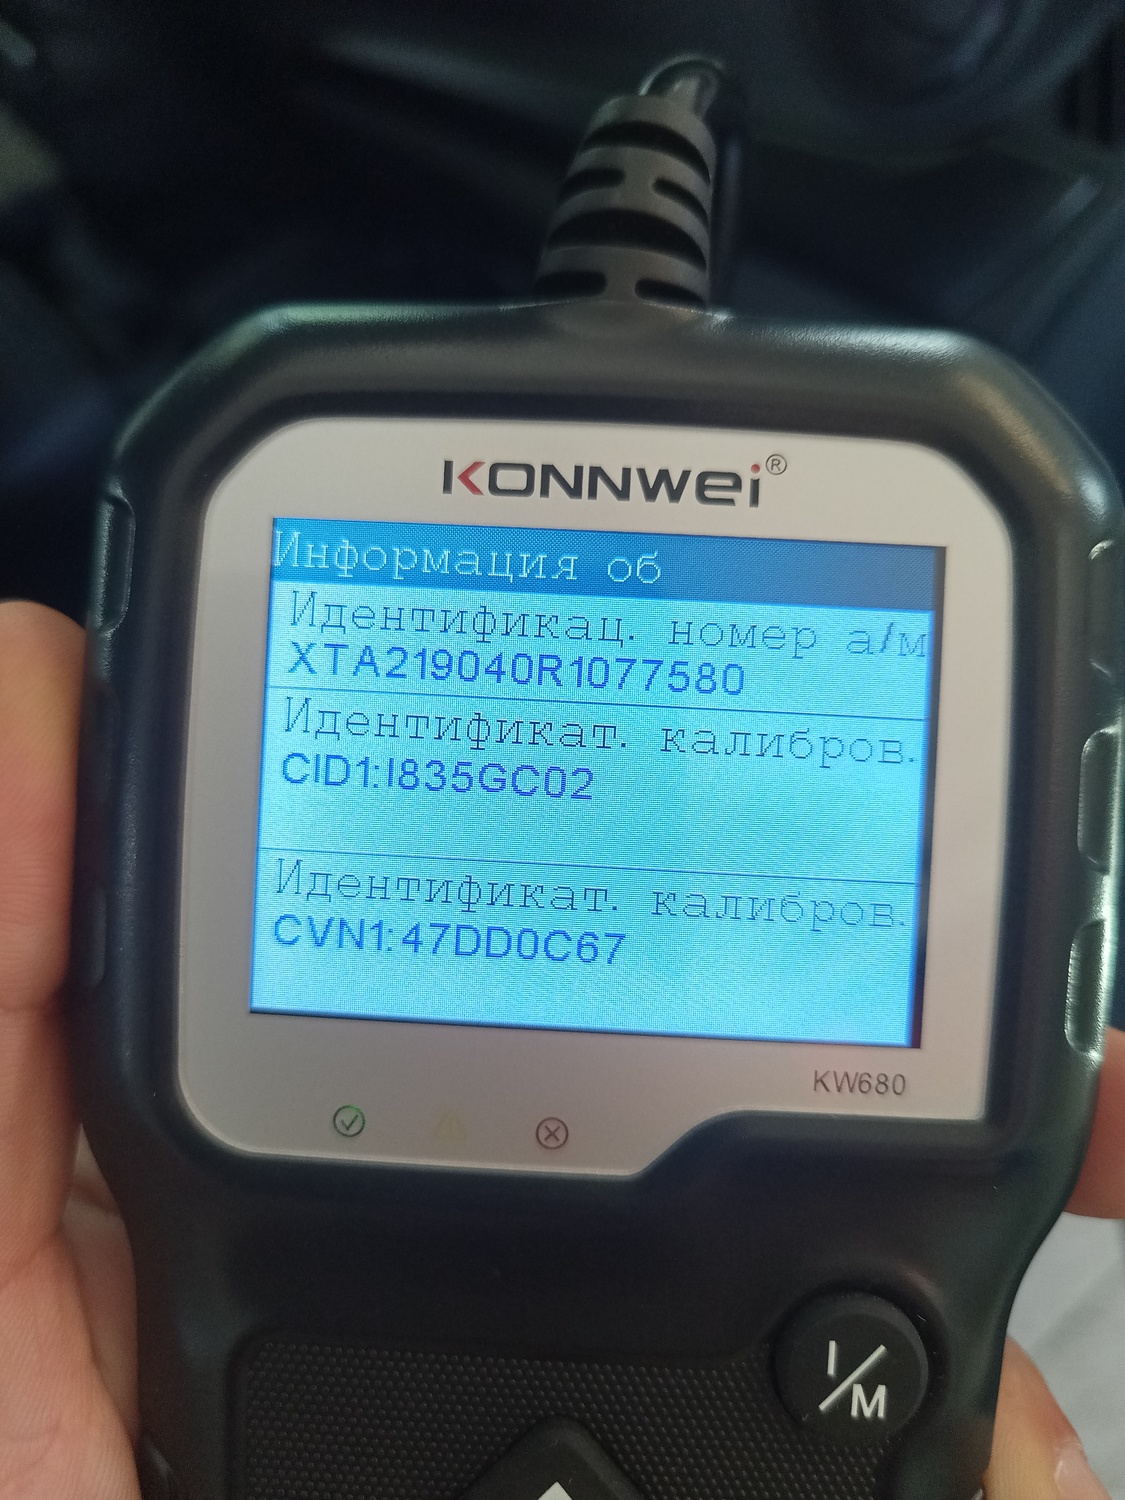 KONNWEI®
Информация об
Идентификац. номер а/м
XTA219040R1077580
Идентификат. калибров.
CID1:I835GC02
Идентификат. калибров.
CVN1:47DD0C67
KW680
I/M